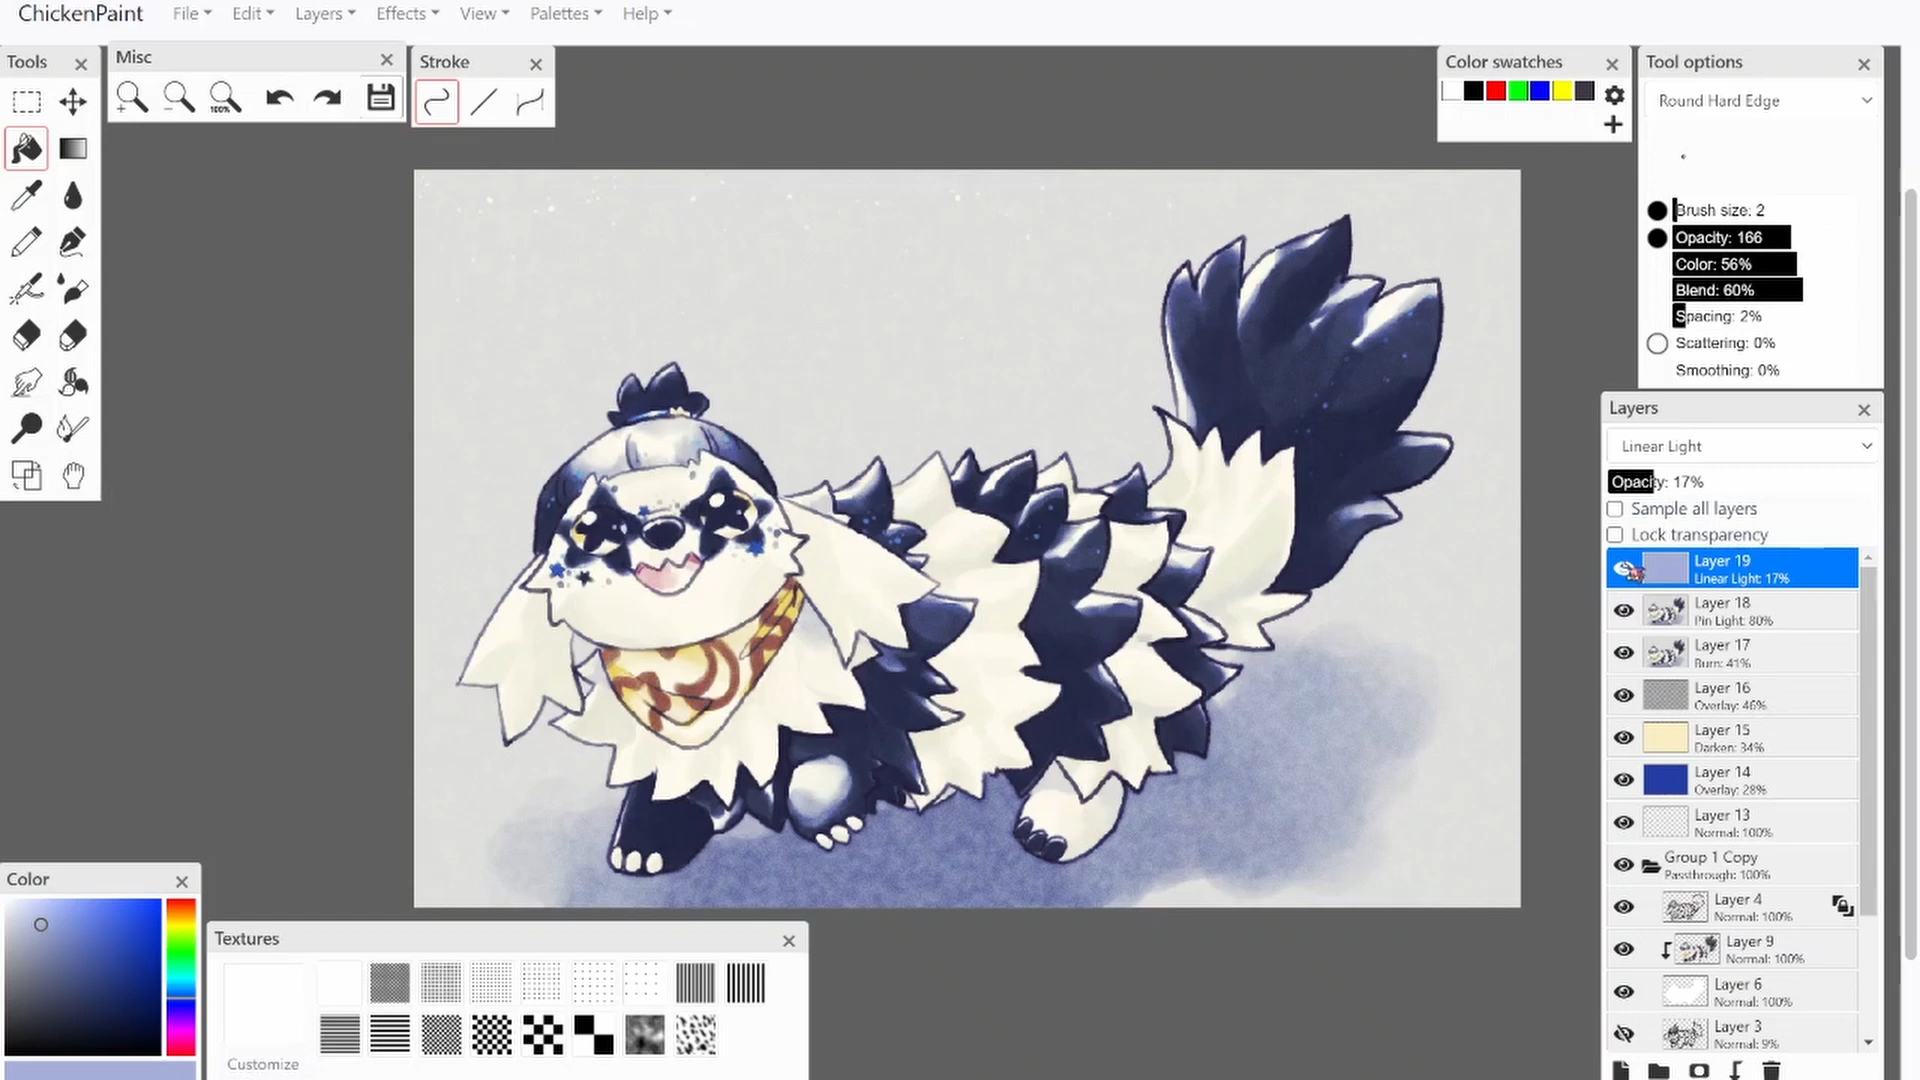 ChickenPaint
File
Edit
Layers
Effects
View
Palettes
Help
Tools
Misc
100%
Stroke
Color swatches
Tool options
Round Hard Edge
Brush size: 2
Opacity: 166
Color: 56%
Blend: 60%
Spacing: 2%
Scattering: 0%
Smoothing: 0%
Layers
Linear Light
Opacity: 17%
Sample all layers
Lock transparency
Layer 19
Linear Light: 17%
Layer 18
Pin Light: 80%
Layer 17
Burn: 41%
Layer 16
Overlay: 46%
Layer 15
Darken: 34%
Layer 14
Overlay: 28%
Layer 13
Normal: 100%
Group 1 Copy
Passthrough: 100%
Layer 4
Normal: 100%
Layer 9
Normal: 100%
Layer 6
Normal: 100%
Layer 3
Normal: 9%
Color
Textures
Customize